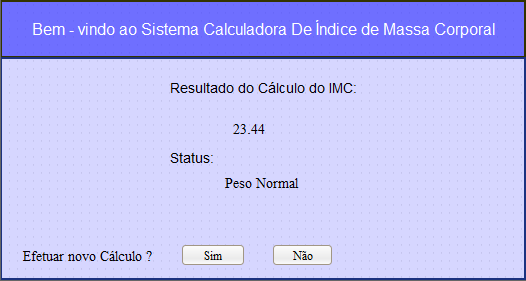 Bem - vindo ao Sistema Calculadora De Índice de Massa Corporal
Resultado do Cálculo do IMC:
23.44
Status:
Peso Normal
Efetuar novo Cálculo ? Sim Não